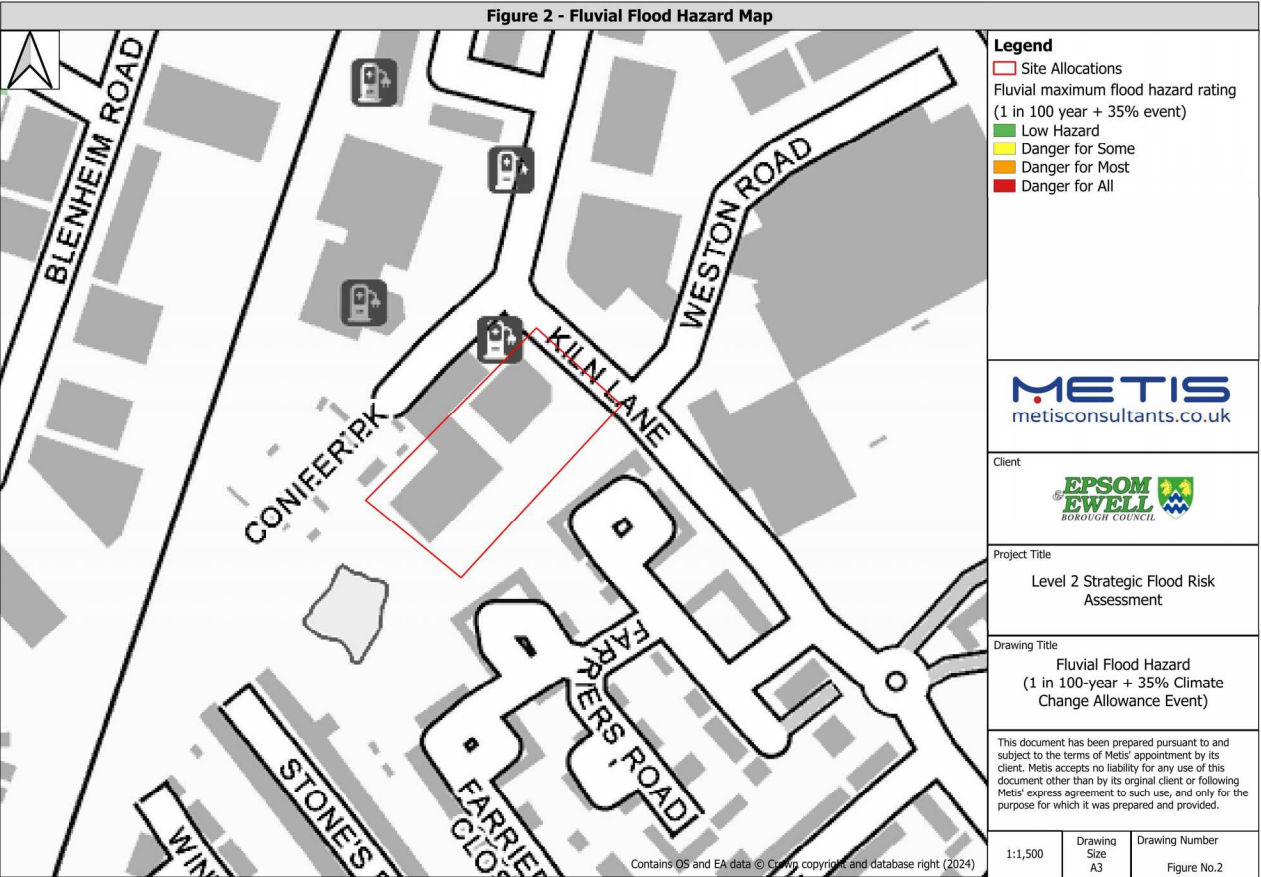 Figure 2 - Fluvial Flood Hazard Map
BLENHEIM ROAD
WESTON ROAD
KILN LANE
CONIFER PK
FARRIERS ROAD
STONE'S
FARRIER
CLOS
WIN
Contains OS and EA data © Crown copyright and database right (2024)
Legend
Site Allocations
Fluvial maximum flood hazard rating
(1 in 100 year + 35% event)
Low Hazard
Danger for Some
Danger for Most
Danger for All
METIS
metisconsultants.co.uk
Client
EPSOM
& EWELL
BOROUGH COUNCIL
Project Title
Level 2 Strategic Flood Risk
Assessment
Drawing Title
Fluvial Flood Hazard
(1 in 100-year + 35% Climate
Change Allowance Event)
This document has been prepared pursuant to and
subject to the terms of Metis' appointment by its
client. Metis accepts no liability for any use of this
document other than by its orginal client or following
Metis' express agreement to such use, and only for the
purpose for which it was prepared and provided.
1:1,500
Drawing
Size
A3
Drawing Number
Figure No.2